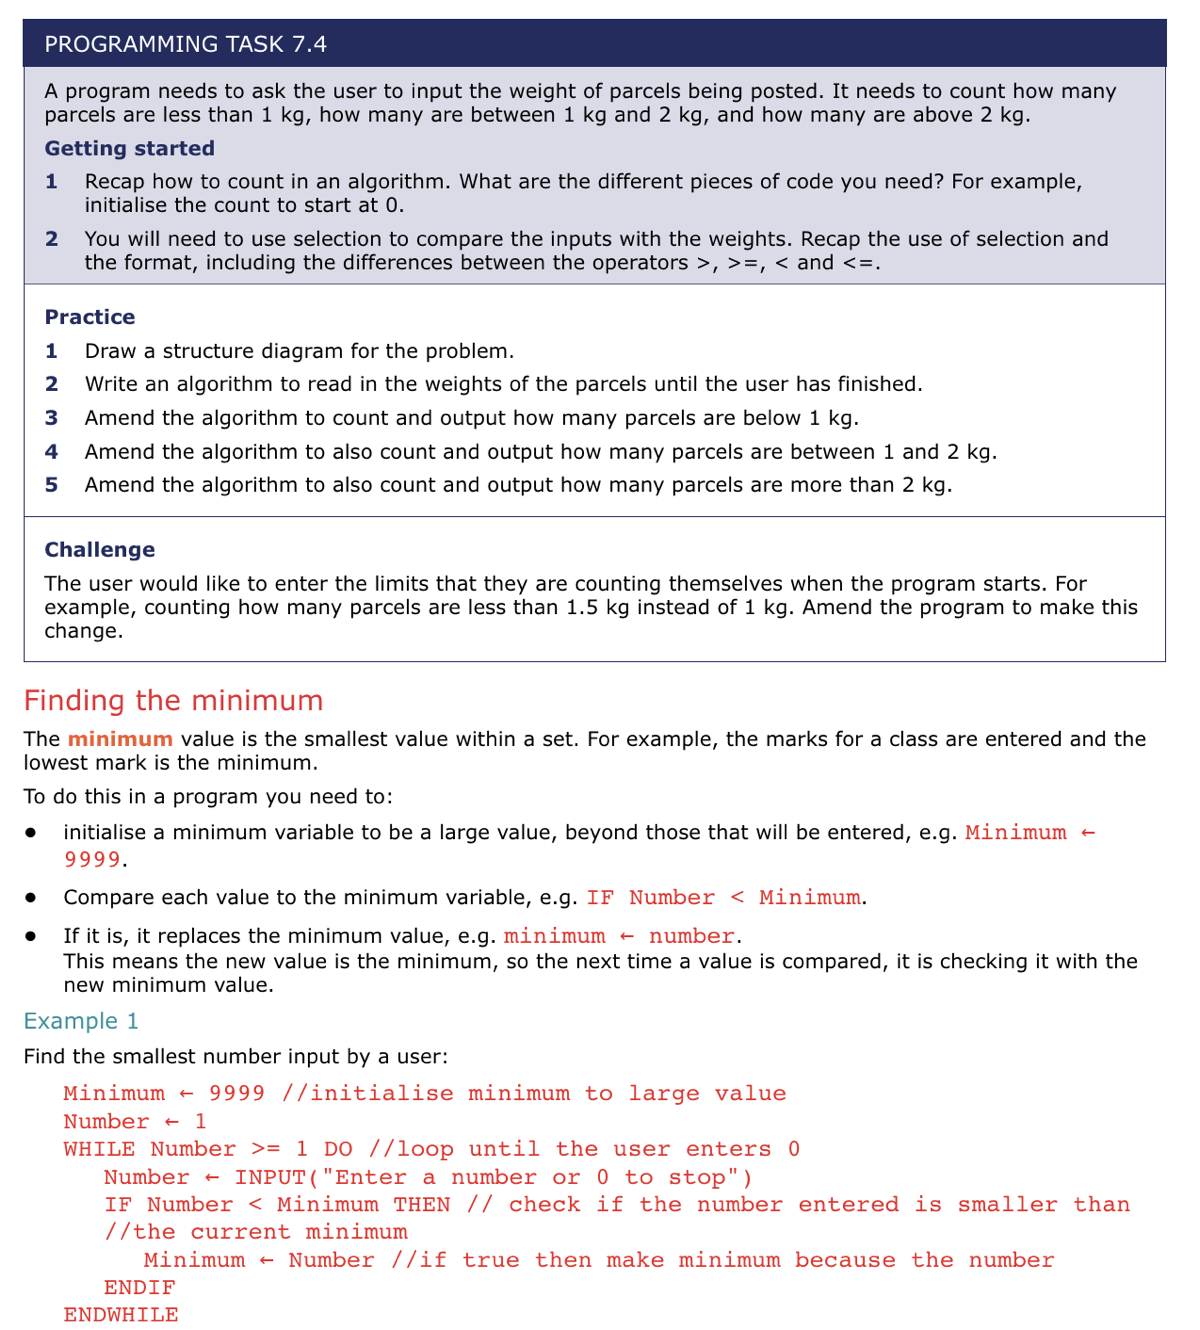 PROGRAMMING TASK 7.4
A program needs to ask the user to input the weight of parcels being posted. It needs to count how many
parcels are less than 1 kg, how many are between 1 kg and 2 kg, and how many are above 2 kg.
Getting started
1 Recap how to count in an algorithm. What are the different pieces of code you need? For example,
initialise the count to start at 0.
2 You will need to use selection to compare the inputs with the weights. Recap the use of selection and
the format, including the differences between the operators >, >=, < and <=.
Practice
1 Draw a structure diagram for the problem.
2 Write an algorithm to read in the weights of the parcels until the user has finished.
3 Amend the algorithm to count and output how many parcels are below 1 kg.
4 Amend the algorithm to also count and output how many parcels are between 1 and 2 kg.
5 Amend the algorithm to also count and output how many parcels are more than 2 kg.
Challenge
The user would like to enter the limits that they are counting themselves when the program starts. For
example, counting how many parcels are less than 1.5 kg instead of 1 kg. Amend the program to make this
change.
Finding the minimum
The minimum value is the smallest value within a set. For example, the marks for a class are entered and the
lowest mark is the minimum.
To do this in a program you need to:
● initialise a minimum variable to be a large value, beyond those that will be entered, e.g. Minimum ←
9999.
● Compare each value to the minimum variable, e.g. IF Number < Minimum.
● If it is, it replaces the minimum value, e.g. minimum ← number.
This means the new value is the minimum, so the next time a value is compared, it is checking it with the
new minimum value.
Example 1
Find the smallest number input by a user:
Minimum ← 9999 //initialise minimum to large value
Number ← 1
WHILE Number >= 1 DO //loop until the user enters 0
Number ← INPUT("Enter a number or 0 to stop")
IF Number < Minimum THEN // check if the number entered is smaller than
//the current minimum
Minimum ← Number //if true then make minimum because the number
ENDIF
ENDWHILE